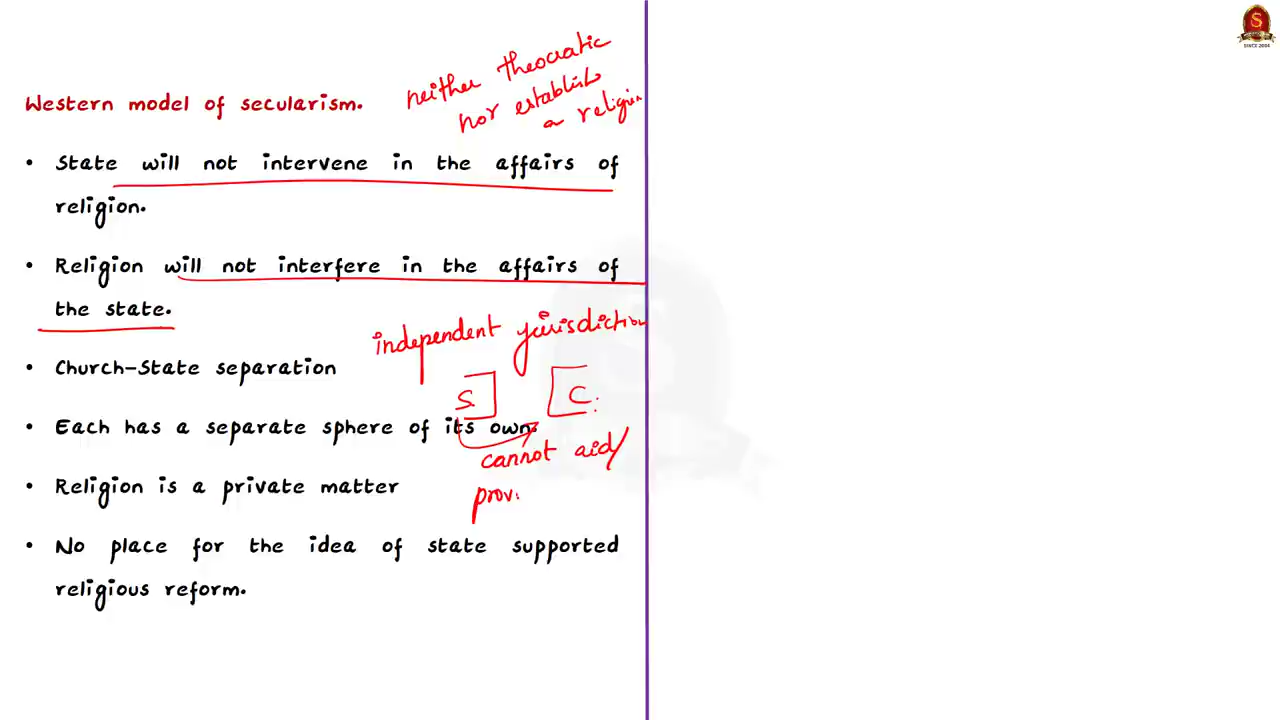 neither theocratic
nor establish
a religion
Western model of secularism.
• State will not intervene in the affairs of
religion.
• Religion will not interfere in the affairs of
the state.
independent jurisdiction
• Church-State separation
S C
• Each has a separate sphere of its own.
cannot aid/
• Religion is a private matter
prov.
• No place for the idea of state supported
religious reform.
S
SINCE 2004